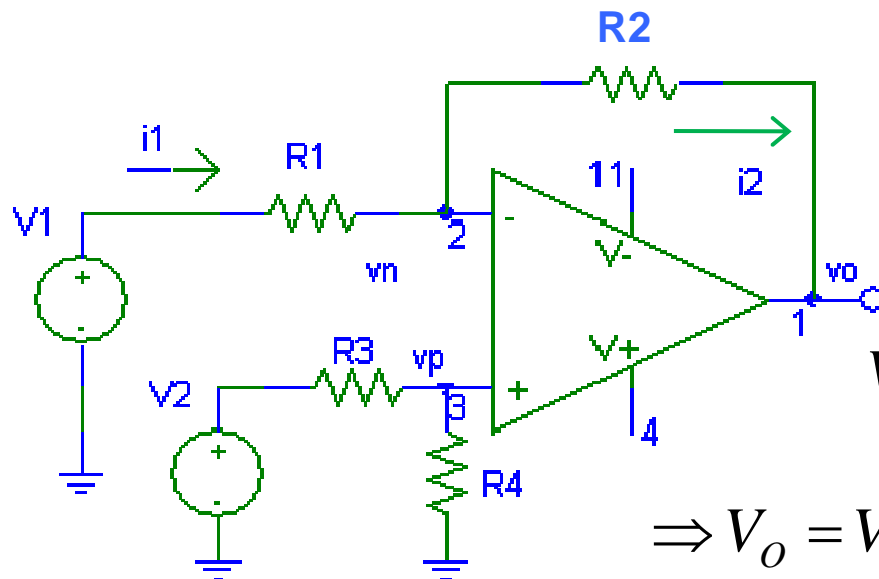 R2
i1
R1
11
i2
V1
-
2
V-
vn
vo
+
-
1
R3
vp
V+
V2
3
+
4
+
-
R4
⇒ V_O = V